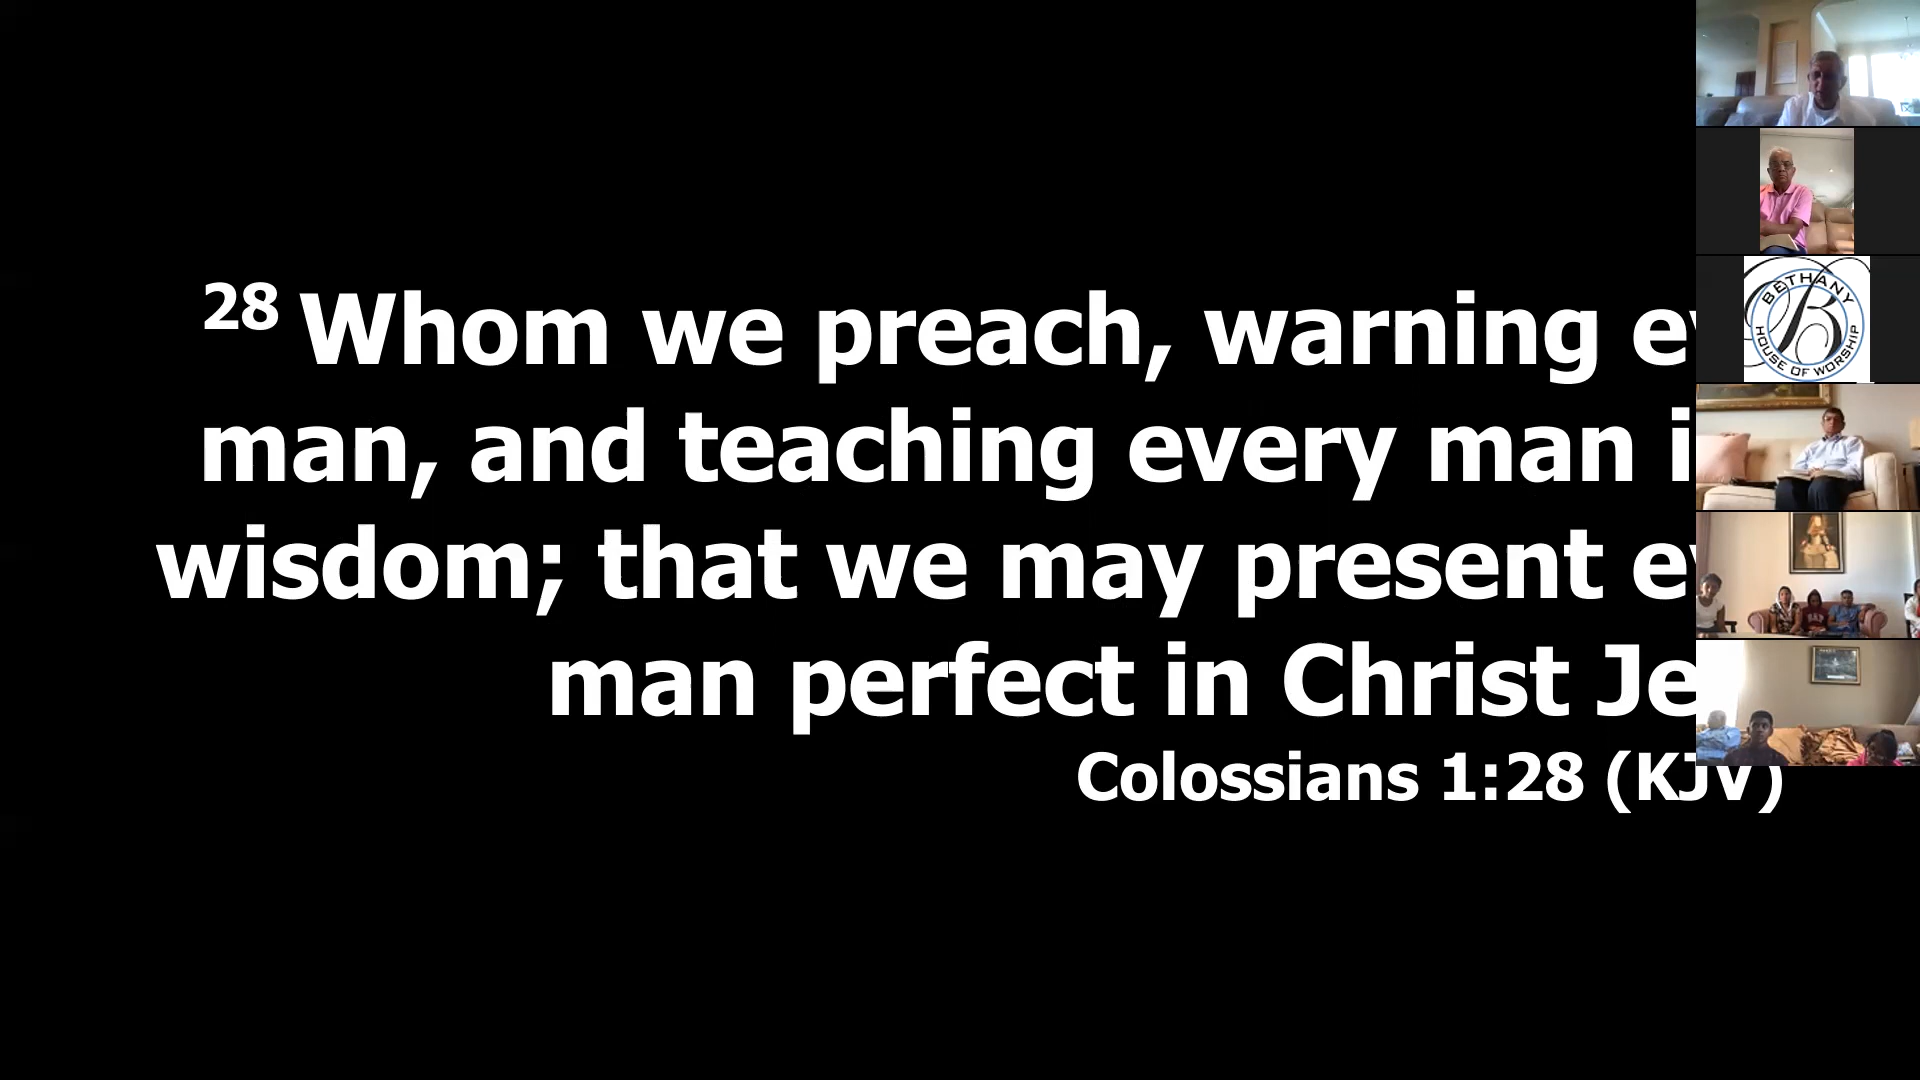 28 Whom we preach, warning ev
man, and teaching every man i
wisdom; that we may present ev
man perfect in Christ Je
Colossians 1:28 (KJV)
BETHANY
B
HOUSE OF WORSHIP